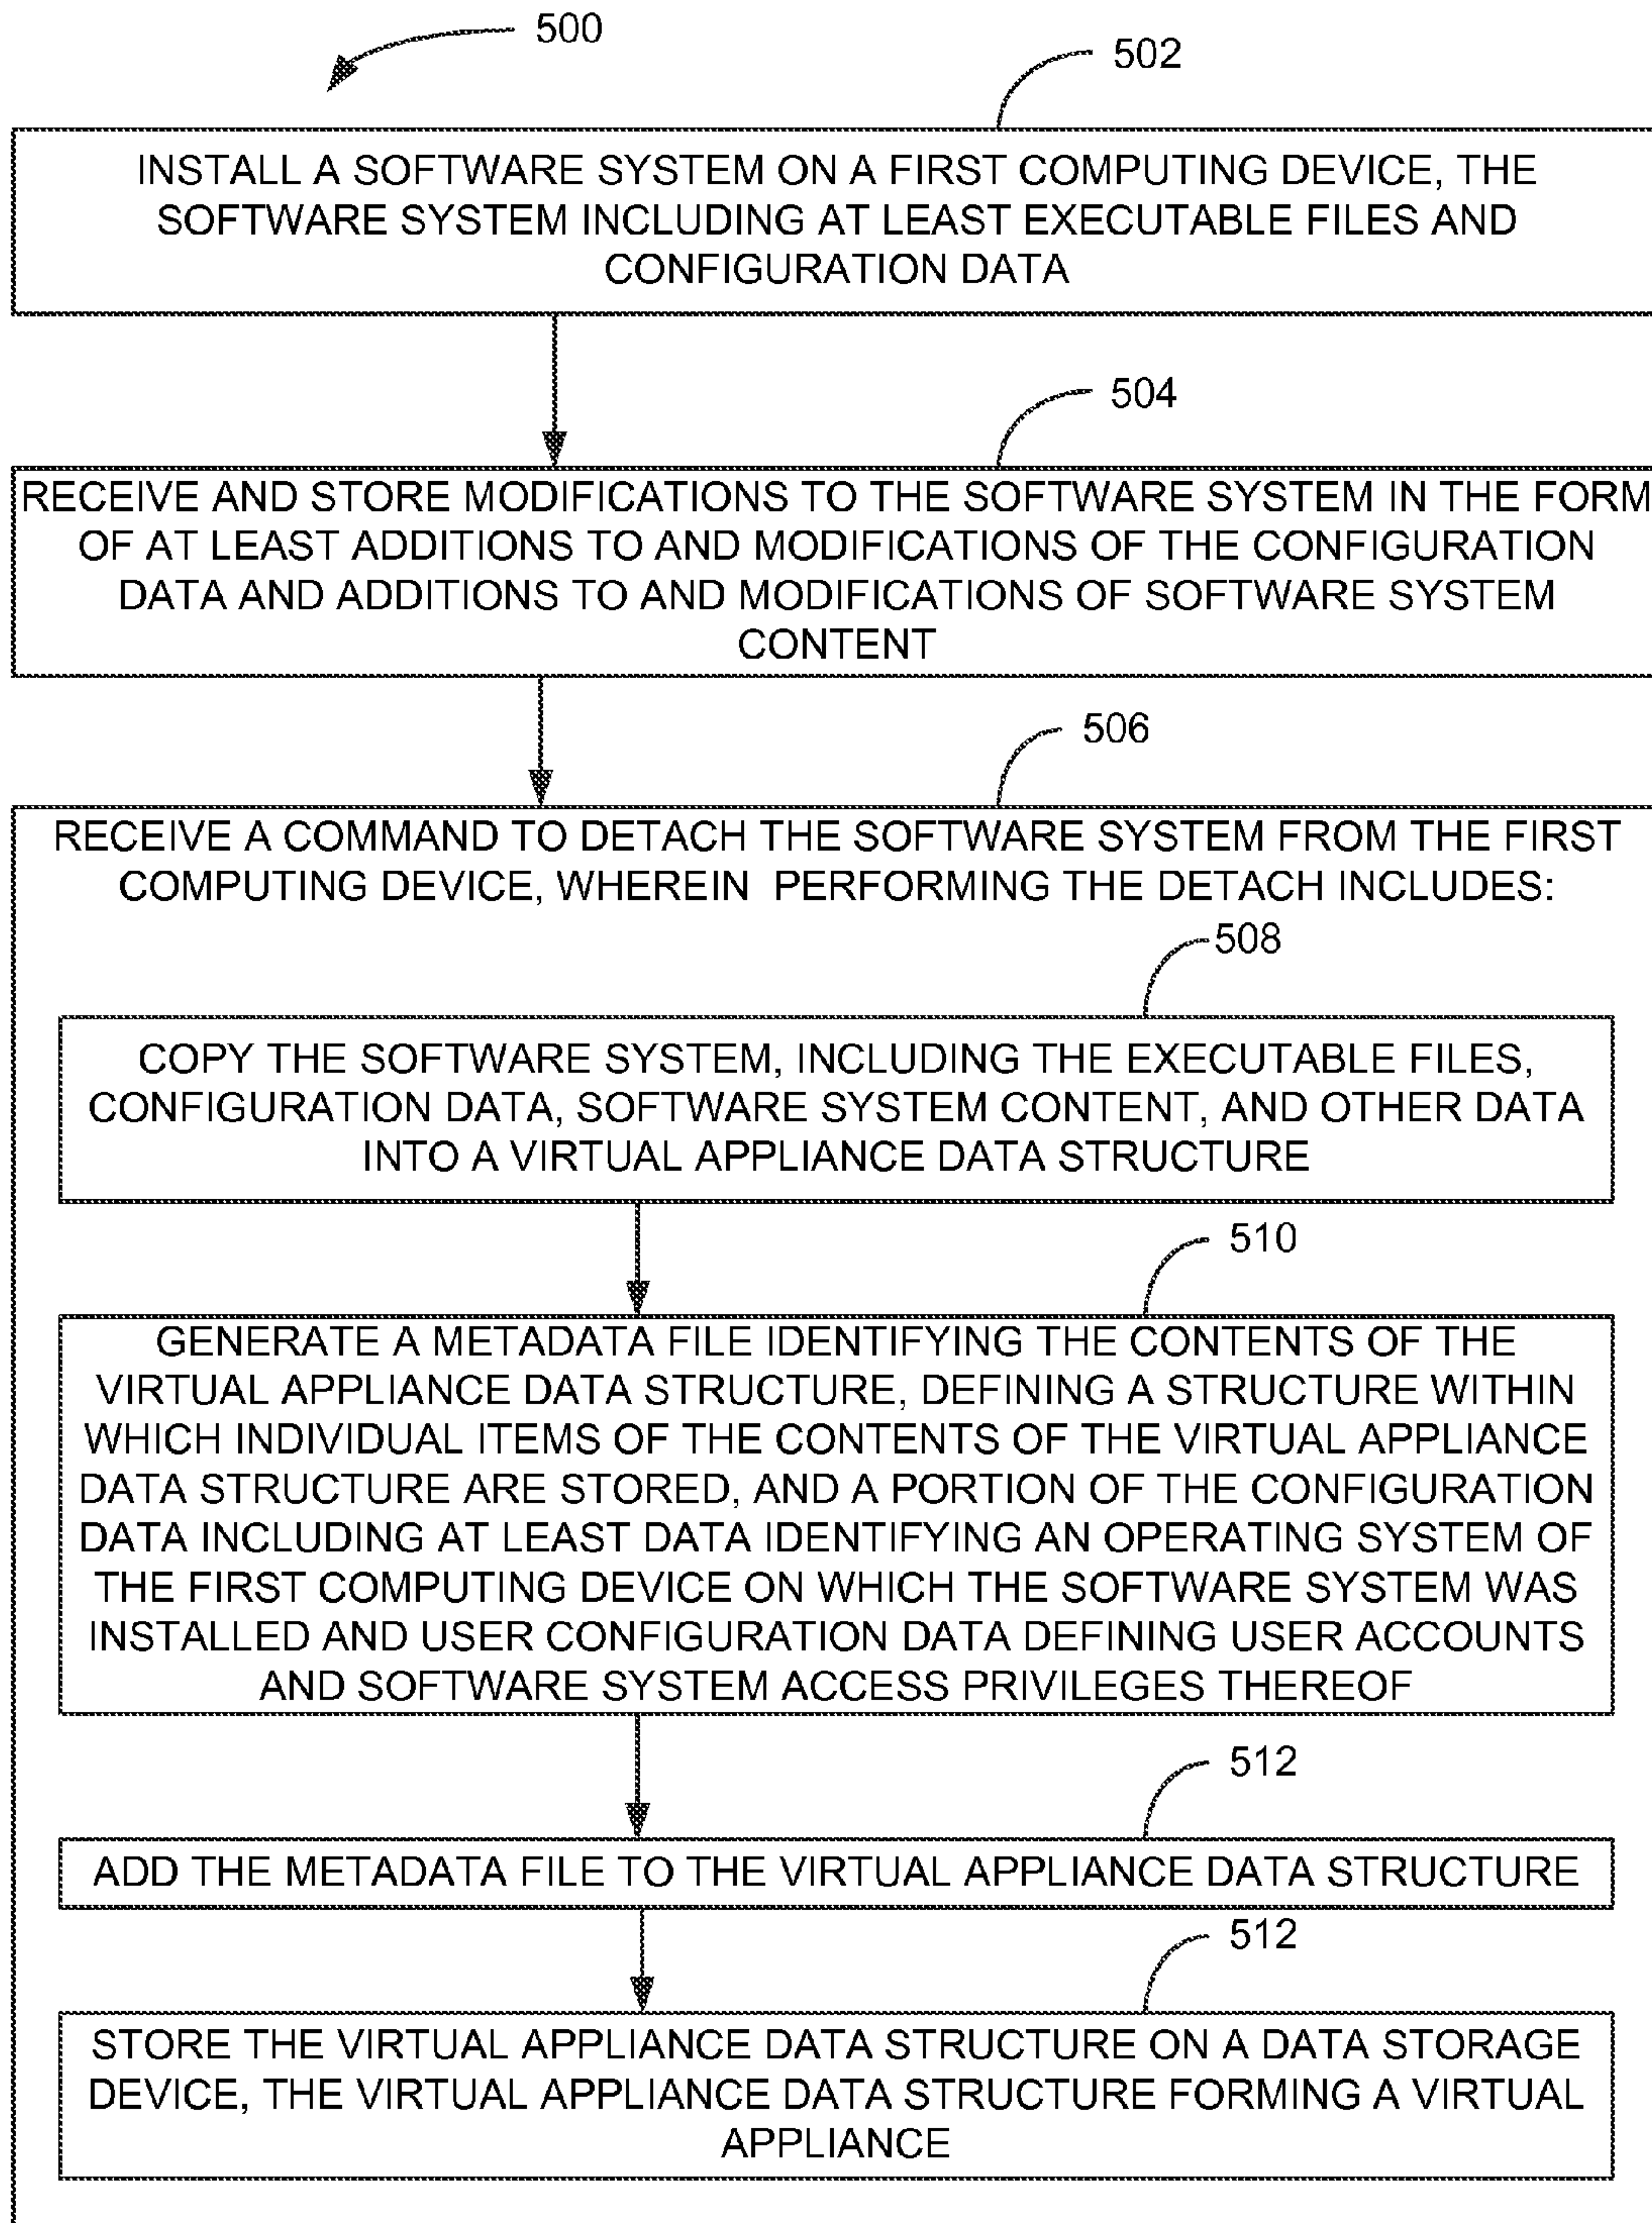 500
502
INSTALL A SOFTWARE SYSTEM ON A FIRST COMPUTING DEVICE, THE
SOFTWARE SYSTEM INCLUDING AT LEAST EXECUTABLE FILES AND
CONFIGURATION DATA
504
RECEIVE AND STORE MODIFICATIONS TO THE SOFTWARE SYSTEM IN THE FORM
OF AT LEAST ADDITIONS TO AND MODIFICATIONS OF THE CONFIGURATION
DATA AND ADDITIONS TO AND MODIFICATIONS OF SOFTWARE SYSTEM
CONTENT
506
RECEIVE A COMMAND TO DETACH THE SOFTWARE SYSTEM FROM THE FIRST
COMPUTING DEVICE, WHEREIN PERFORMING THE DETACH INCLUDES:
508
COPY THE SOFTWARE SYSTEM, INCLUDING THE EXECUTABLE FILES,
CONFIGURATION DATA, SOFTWARE SYSTEM CONTENT, AND OTHER DATA
INTO A VIRTUAL APPLIANCE DATA STRUCTURE
510
GENERATE A METADATA FILE IDENTIFYING THE CONTENTS OF THE
VIRTUAL APPLIANCE DATA STRUCTURE, DEFINING A STRUCTURE WITHIN
WHICH INDIVIDUAL ITEMS OF THE CONTENTS OF THE VIRTUAL APPLIANCE
DATA STRUCTURE ARE STORED, AND A PORTION OF THE CONFIGURATION
DATA INCLUDING AT LEAST DATA IDENTIFYING AN OPERATING SYSTEM OF
THE FIRST COMPUTING DEVICE ON WHICH THE SOFTWARE SYSTEM WAS
INSTALLED AND USER CONFIGURATION DATA DEFINING USER ACCOUNTS
AND SOFTWARE SYSTEM ACCESS PRIVILEGES THEREOF
512
ADD THE METADATA FILE TO THE VIRTUAL APPLIANCE DATA STRUCTURE
512
STORE THE VIRTUAL APPLIANCE DATA STRUCTURE ON A DATA STORAGE
DEVICE, THE VIRTUAL APPLIANCE DATA STRUCTURE FORMING A VIRTUAL
APPLIANCE